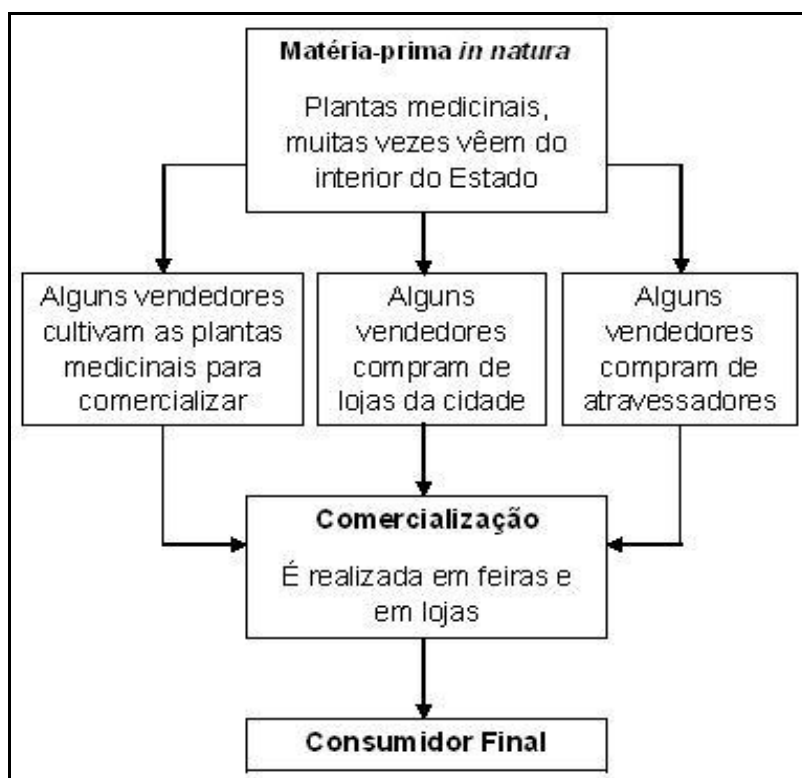 Matéria-prima in natura
Plantas medicinais,
muitas vezes vêem do
interior do Estado
Alguns vendedores
cultivam as plantas
medicinais para
comercializar
Alguns
vendedores
compram de
lojas da cidade
Alguns
vendedores
compram de
atravessadores
Comercialização
É realizada em feiras e
em lojas
Consumidor Final